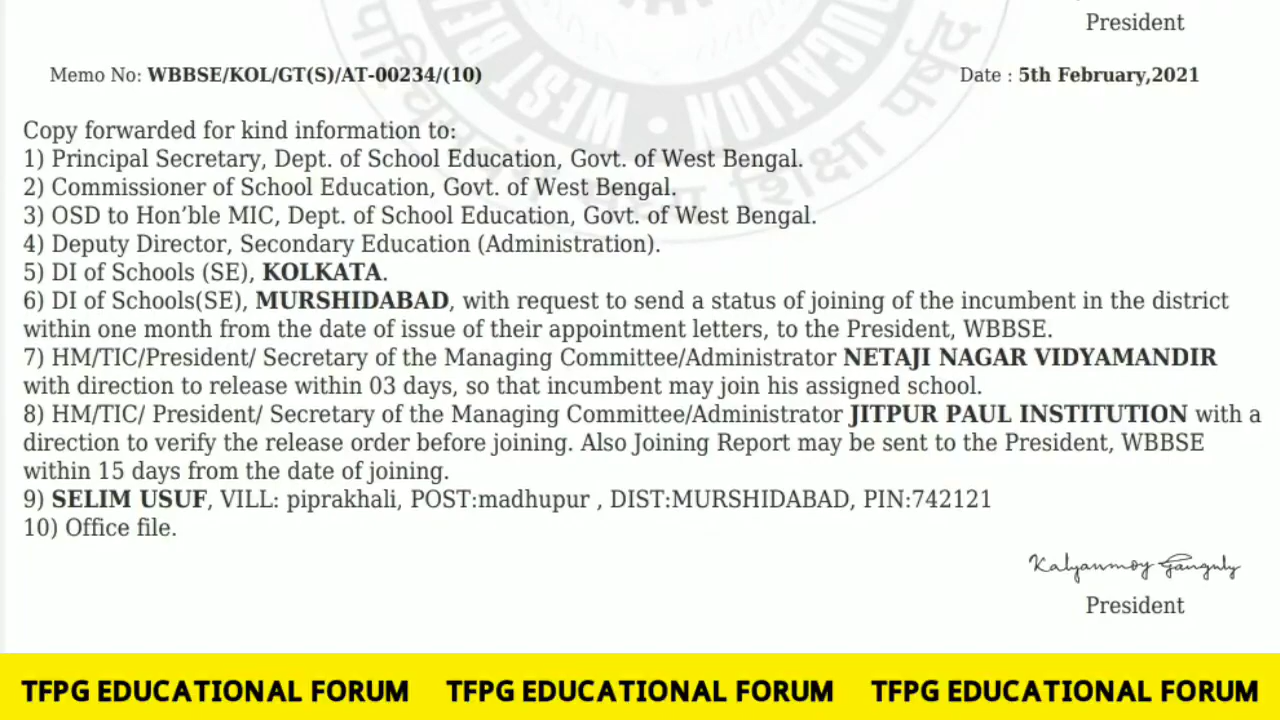 President
Memo No: WBBSE/KOL/GT(S)/AT-00234/(10) Date : 5th February,2021
Copy forwarded for kind information to:
1) Principal Secretary, Dept. of School Education, Govt. of West Bengal.
2) Commissioner of School Education, Govt. of West Bengal.
3) OSD to Hon’ble MIC, Dept. of School Education, Govt. of West Bengal.
4) Deputy Director, Secondary Education (Administration).
5) DI of Schools (SE), KOLKATA.
6) DI of Schools(SE), MURSHIDABAD, with request to send a status of joining of the incumbent in the district
within one month from the date of issue of their appointment letters, to the President, WBBSE.
7) HM/TIC/President/ Secretary of the Managing Committee/Administrator NETAJI NAGAR VIDYAMANDIR
with direction to release within 03 days, so that incumbent may join his assigned school.
8) HM/TIC/ President/ Secretary of the Managing Committee/Administrator JITPUR PAUL INSTITUTION with a
direction to verify the release order before joining. Also Joining Report may be sent to the President, WBBSE
within 15 days from the date of joining.
9) SELIM USUF, VILL: piprakhali, POST:madhupur , DIST:MURSHIDABAD, PIN:742121
10) Office file.
Kalyanmoy Ganguly
President
TFPG EDUCATIONAL FORUM TFPG EDUCATIONAL FORUM TFPG EDUCATIONAL FORUM